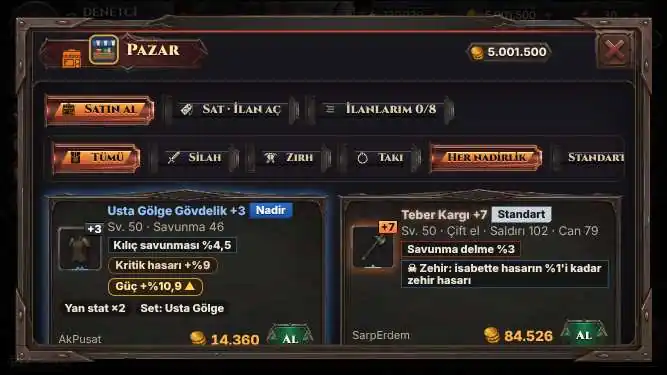 DENETÇİ
PAZAR
5.001.500
SATIN AL
SAT · İLAN AÇ
İLANLARIM 0/8
TÜMÜ
SİLAH
ZIRH
TAKI
HER NADİRLİK
STANDART
Usta Gölge Gövdelik +3 Nadir
+3
Sv. 50 · Savunma 46
Kılıç savunması %4,5
Kritik hasarı +%9
Güç +%10,9 ▲
Yan stat ×2 Set: Usta Gölge
AkPusat
14.360
AL
Teber Kargı +7 Standart
+7
Sv. 50 · Çift el · Saldırı 102 · Can 79
Savunma delme %3
☠ Zehir: isabette hasarın %1'i kadar
zehir hasarı
SarpErdem
84.526
AL